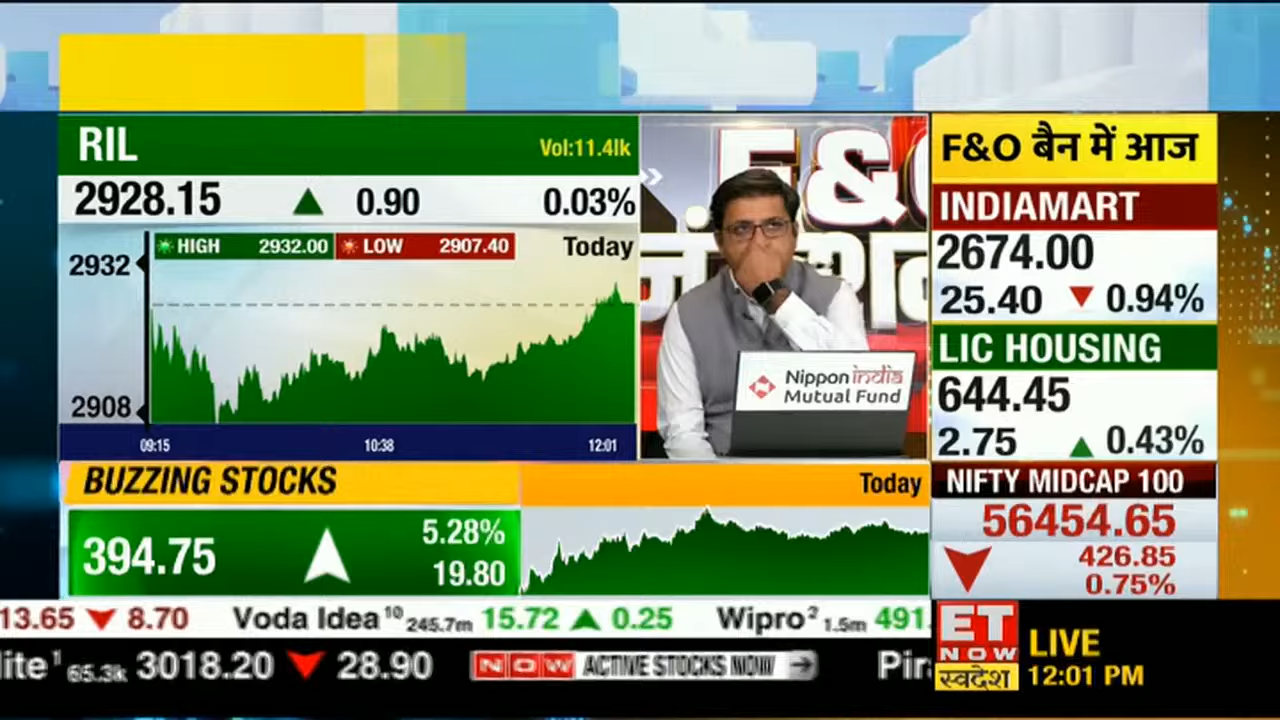 RIL
Vol:11.4lk
2928.15 ▲ 0.90 0.03%
HIGH 2932.00 LOW 2907.40 Today
2932
2908
09:15 10:38 12:01
F&
Nippon india
Mutual Fund
F&O बैन में आज
INDIAMART
2674.00
25.40 ▼ 0.94%
LIC HOUSING
644.45
2.75 ▲ 0.43%
NIFTY MIDCAP 100
56454.65
▼ 426.85
0.75%
BUZZING STOCKS Today
394.75 ▲ 5.28%
19.80
13.65 ▼ 8.70 Voda Idea 10 245.7m 15.72 ▲ 0.25 Wipro 2 1.5m 491
lite 1 65.3k 3018.20 ▼ 28.90 NOW ACTIVE STOCKS NOW → Pir
ET
NOW
स्वदेश
LIVE
12:01 PM